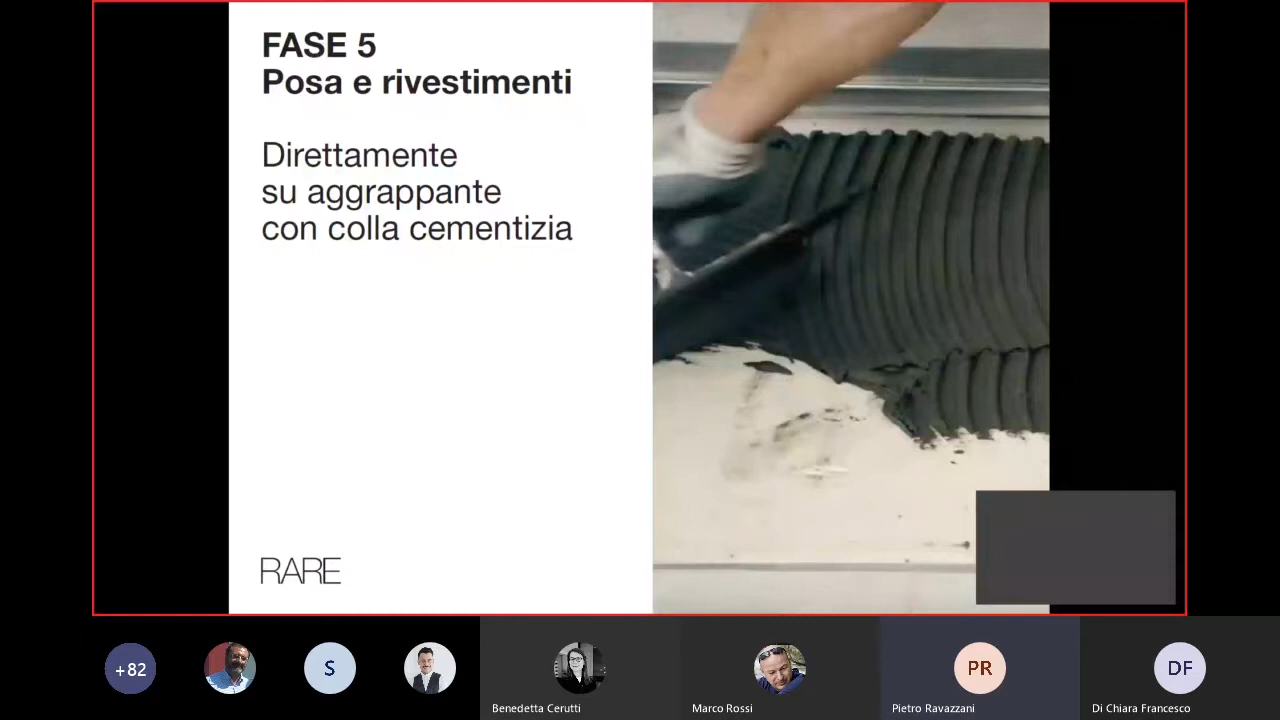 FASE 5
Posa e rivestimenti
Direttamente
su aggrappante
con colla cementizia
RARE
+82
S
PR
DF
Benedetta Cerutti
Marco Rossi
Pietro Ravazzani
Di Chiara Francesco